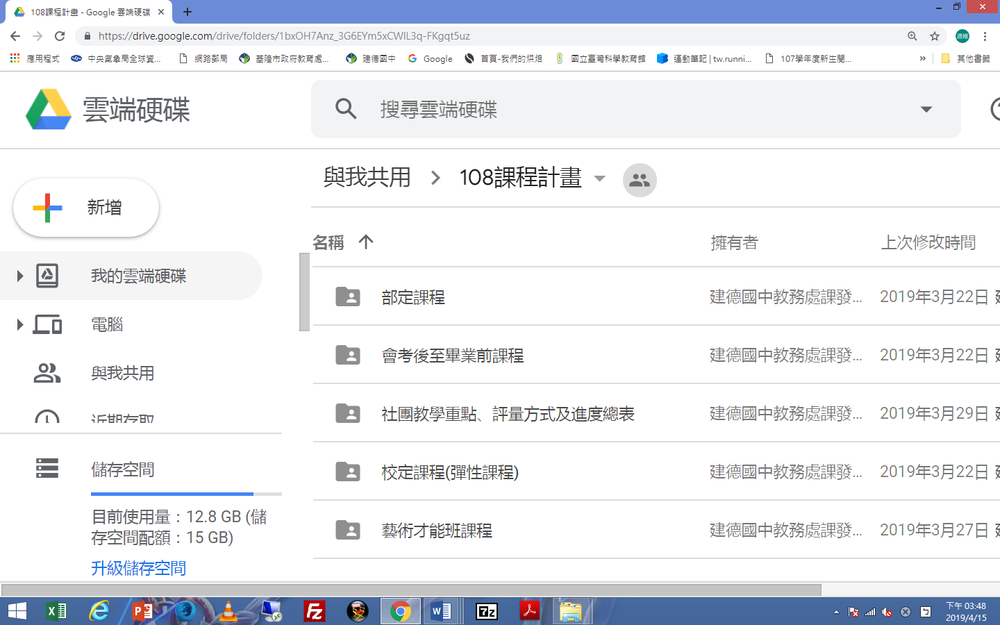 108課程計畫 - Google 雲端硬碟
https://drive.google.com/drive/folders/1bxOH7Anz_3G6EYm5xCWlL3q-FKgqt5uz
適維
應用程式
中央氣象局全球資...
網路郵局
基隆市政府教育處...
建德國中
Google
首頁-我們的烘焙
國立臺灣科學教育館
運動筆記 | tw.runni...
107學年度新生閱...
其他書籤
雲端硬碟
搜尋雲端硬碟
新增
我的雲端硬碟
電腦
與我共用
近期存取
儲存空間
目前使用量：12.8 GB (儲
存空間配額：15 GB)
升級儲存空間
與我共用 > 108課程計畫
名稱 擁有者 上次修改時間
部定課程 建德國中教務處課發... 2019年3月22日
會考後至畢業前課程 建德國中教務處課發... 2019年3月22日
社團教學重點、評量方式及進度總表 建德國中教務處課發... 2019年3月29日
校定課程(彈性課程) 建德國中教務處課發... 2019年3月22日
藝術才能班課程 建德國中教務處課發... 2019年3月27日
下午 03:48
2019/4/15